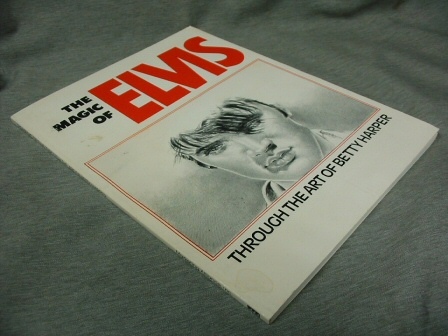 THE
MAGIC
OF
ELVIS
THROUGH THE ART OF BETTY HARPER